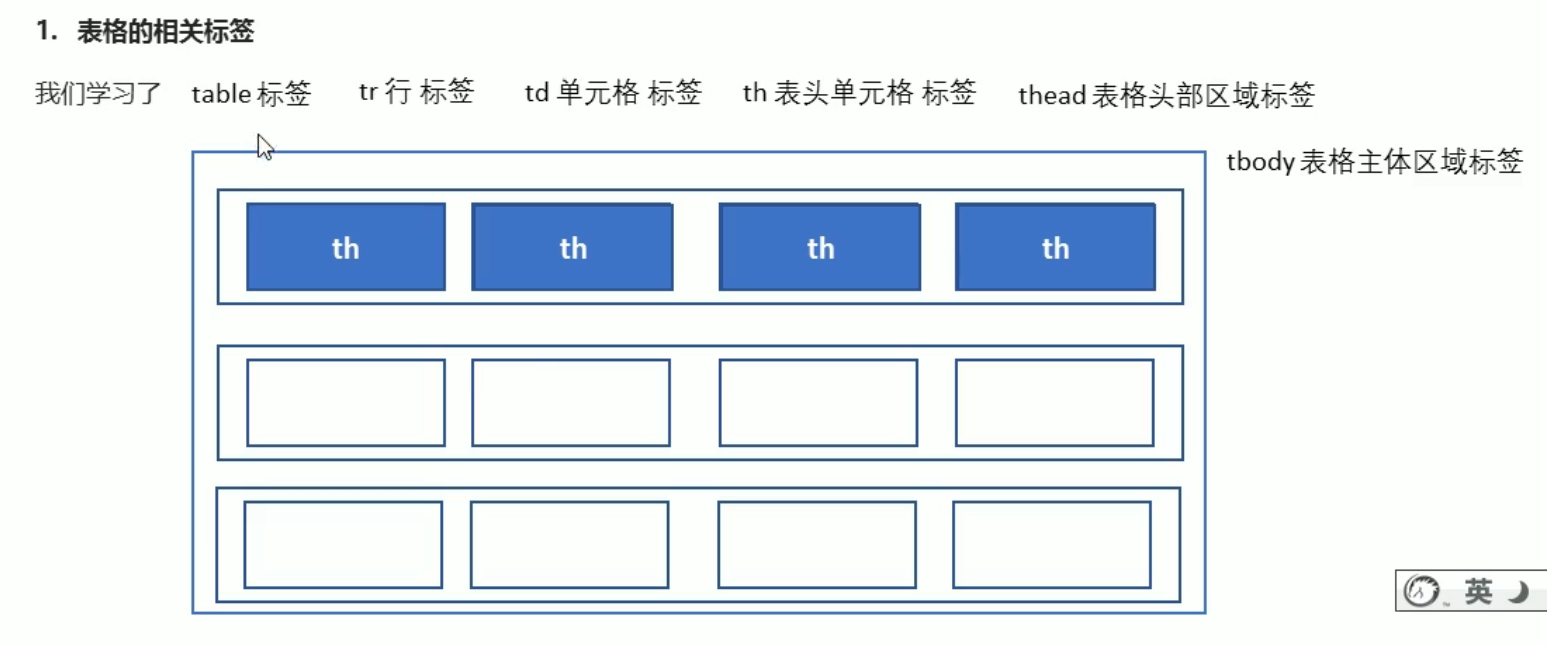 1. 表格的相关标签
我们学习了 table 标签 tr 行 标签 td 单元格 标签 th 表头单元格 标签 thead 表格头部区域标签
tbody 表格主体区域标签
th th th th
英